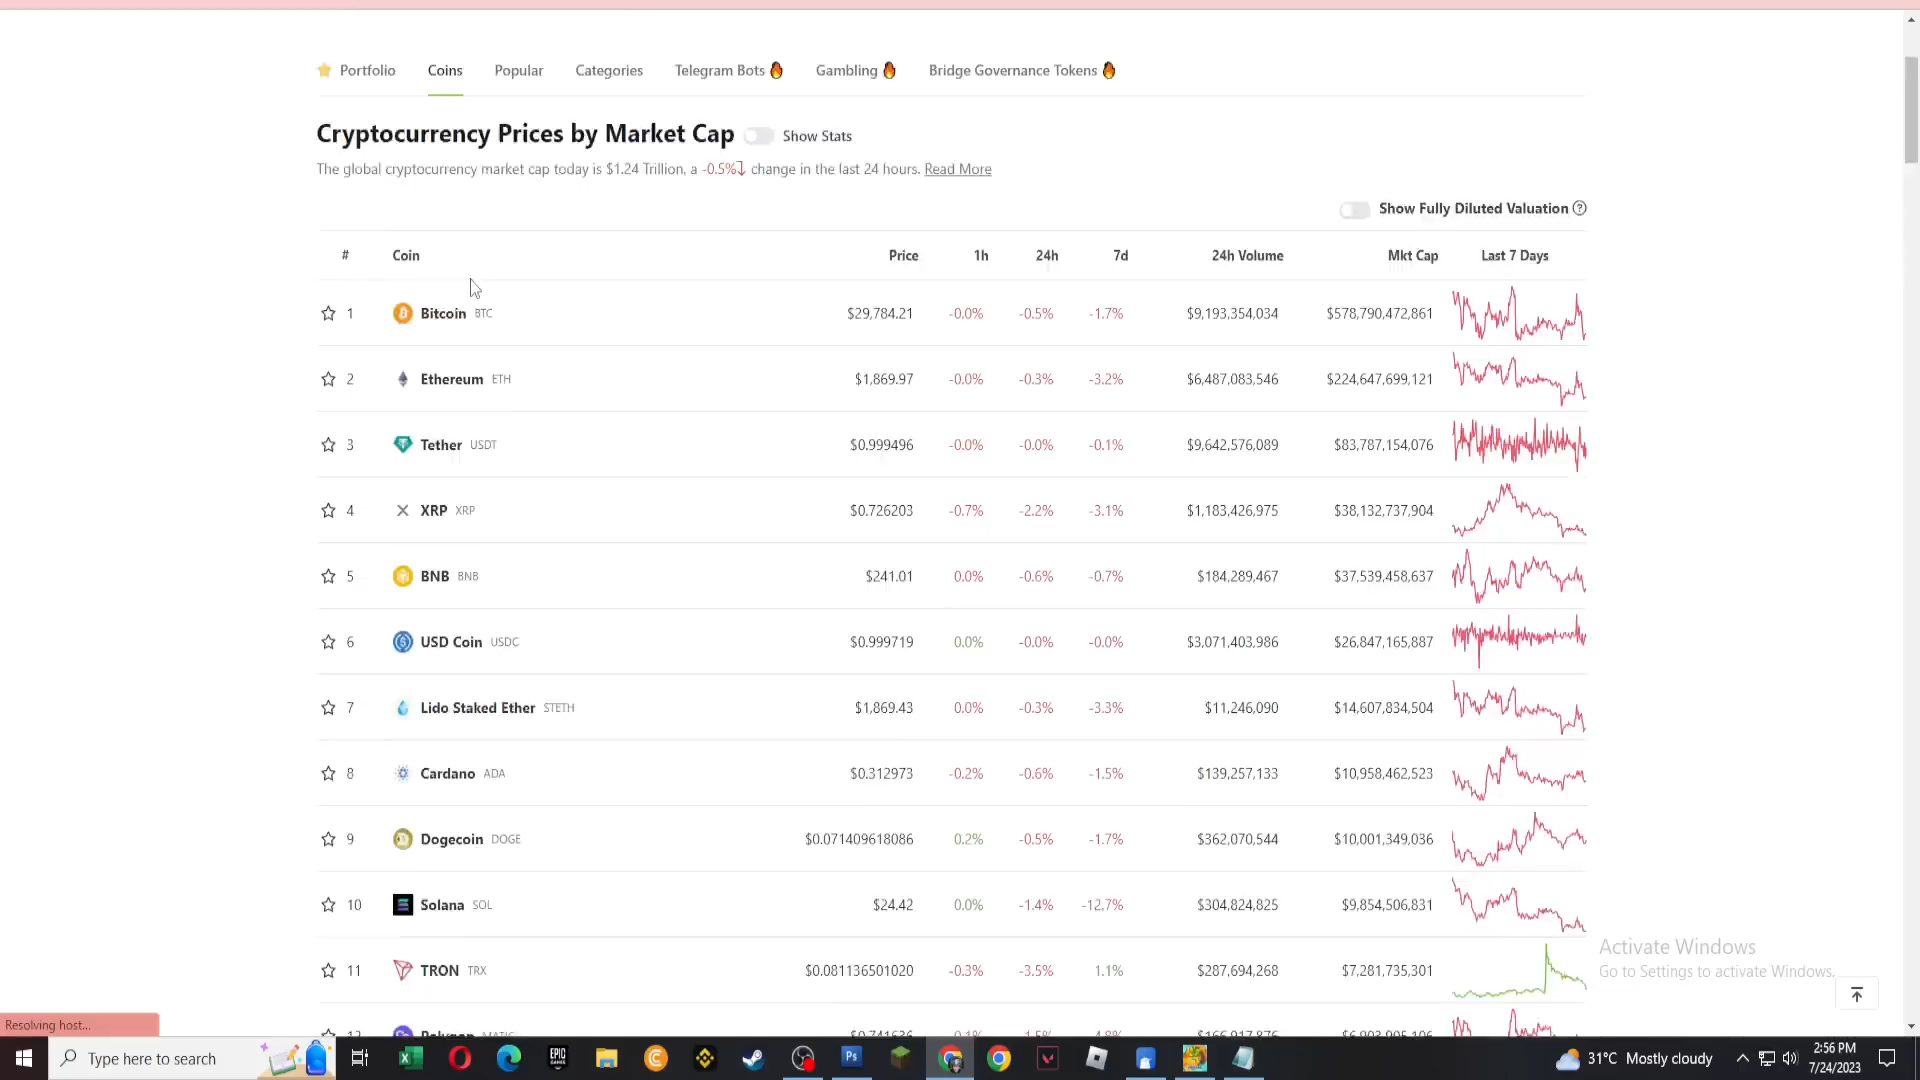 Portfolio Coins Popular Categories Telegram Bots Gambling Bridge Governance Tokens
Cryptocurrency Prices by Market Cap Show Stats
The global cryptocurrency market cap today is $1.24 Trillion, a -0.5% change in the last 24 hours. Read More
Show Fully Diluted Valuation
# Coin Price 1h 24h 7d 24h Volume Mkt Cap Last 7 Days
1 Bitcoin BTC $29,784.21 -0.0% -0.5% -1.7% $9,193,354,034 $578,790,472,861
2 Ethereum ETH $1,869.97 -0.0% -0.3% -3.2% $6,487,083,546 $224,647,699,121
3 Tether USDT $0.999496 -0.0% -0.0% -0.1% $9,642,576,089 $83,787,154,076
4 XRP XRP $0.726203 -0.7% -2.2% -3.1% $1,183,426,975 $38,132,737,904
5 BNB BNB $241.01 0.0% -0.6% -0.7% $184,289,467 $37,539,458,637
6 USD Coin USDC $0.999719 0.0% -0.0% -0.0% $3,071,403,986 $26,847,165,887
7 Lido Staked Ether STETH $1,869.43 0.0% -0.3% -3.3% $11,246,090 $14,607,834,504
8 Cardano ADA $0.312973 -0.2% -0.6% -1.5% $139,257,133 $10,958,462,523
9 Dogecoin DOGE $0.071409618086 0.2% -0.5% -1.7% $362,070,544 $10,001,349,036
10 Solana SOL $24.42 0.0% -1.4% -12.7% $304,824,825 $9,854,506,831
11 TRON TRX $0.081136501020 -0.3% -3.5% 1.1% $287,694,268 $7,281,735,301
Activate Windows
Go to Settings to activate Windows.
Resolving host...
Type here to search
EPIC GAMES
Ps
31°C Mostly cloudy
2:56 PM
7/24/2023